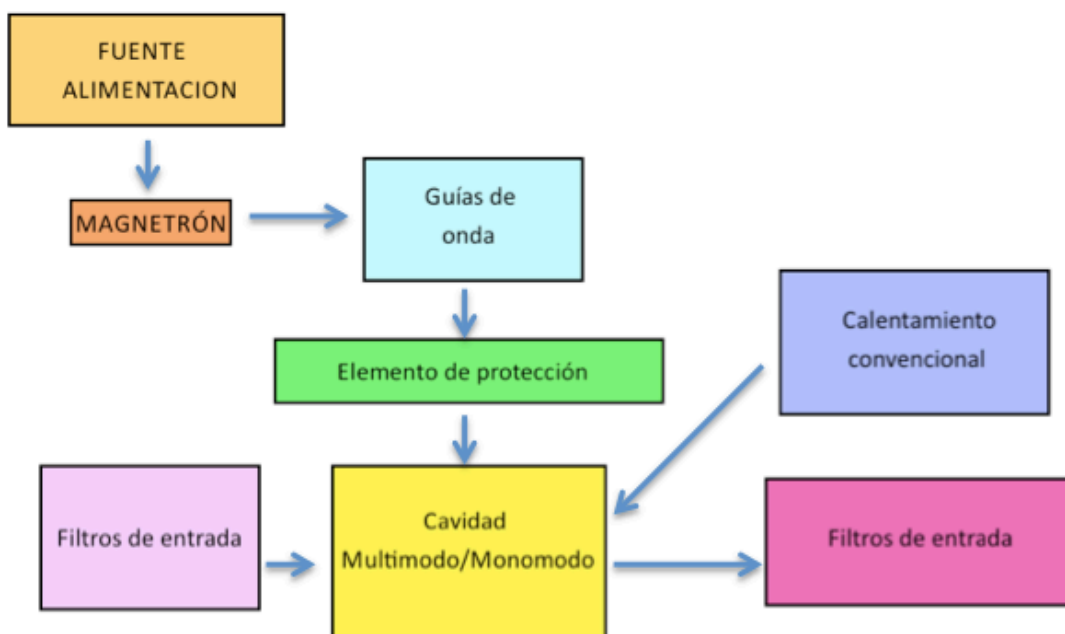 FUENTE
ALIMENTACION
MAGNETRÓN
Guías de
onda
Calentamiento
convencional
Elemento de protección
Filtros de entrada
Cavidad
Multimodo/Monomodo
Filtros de entrada